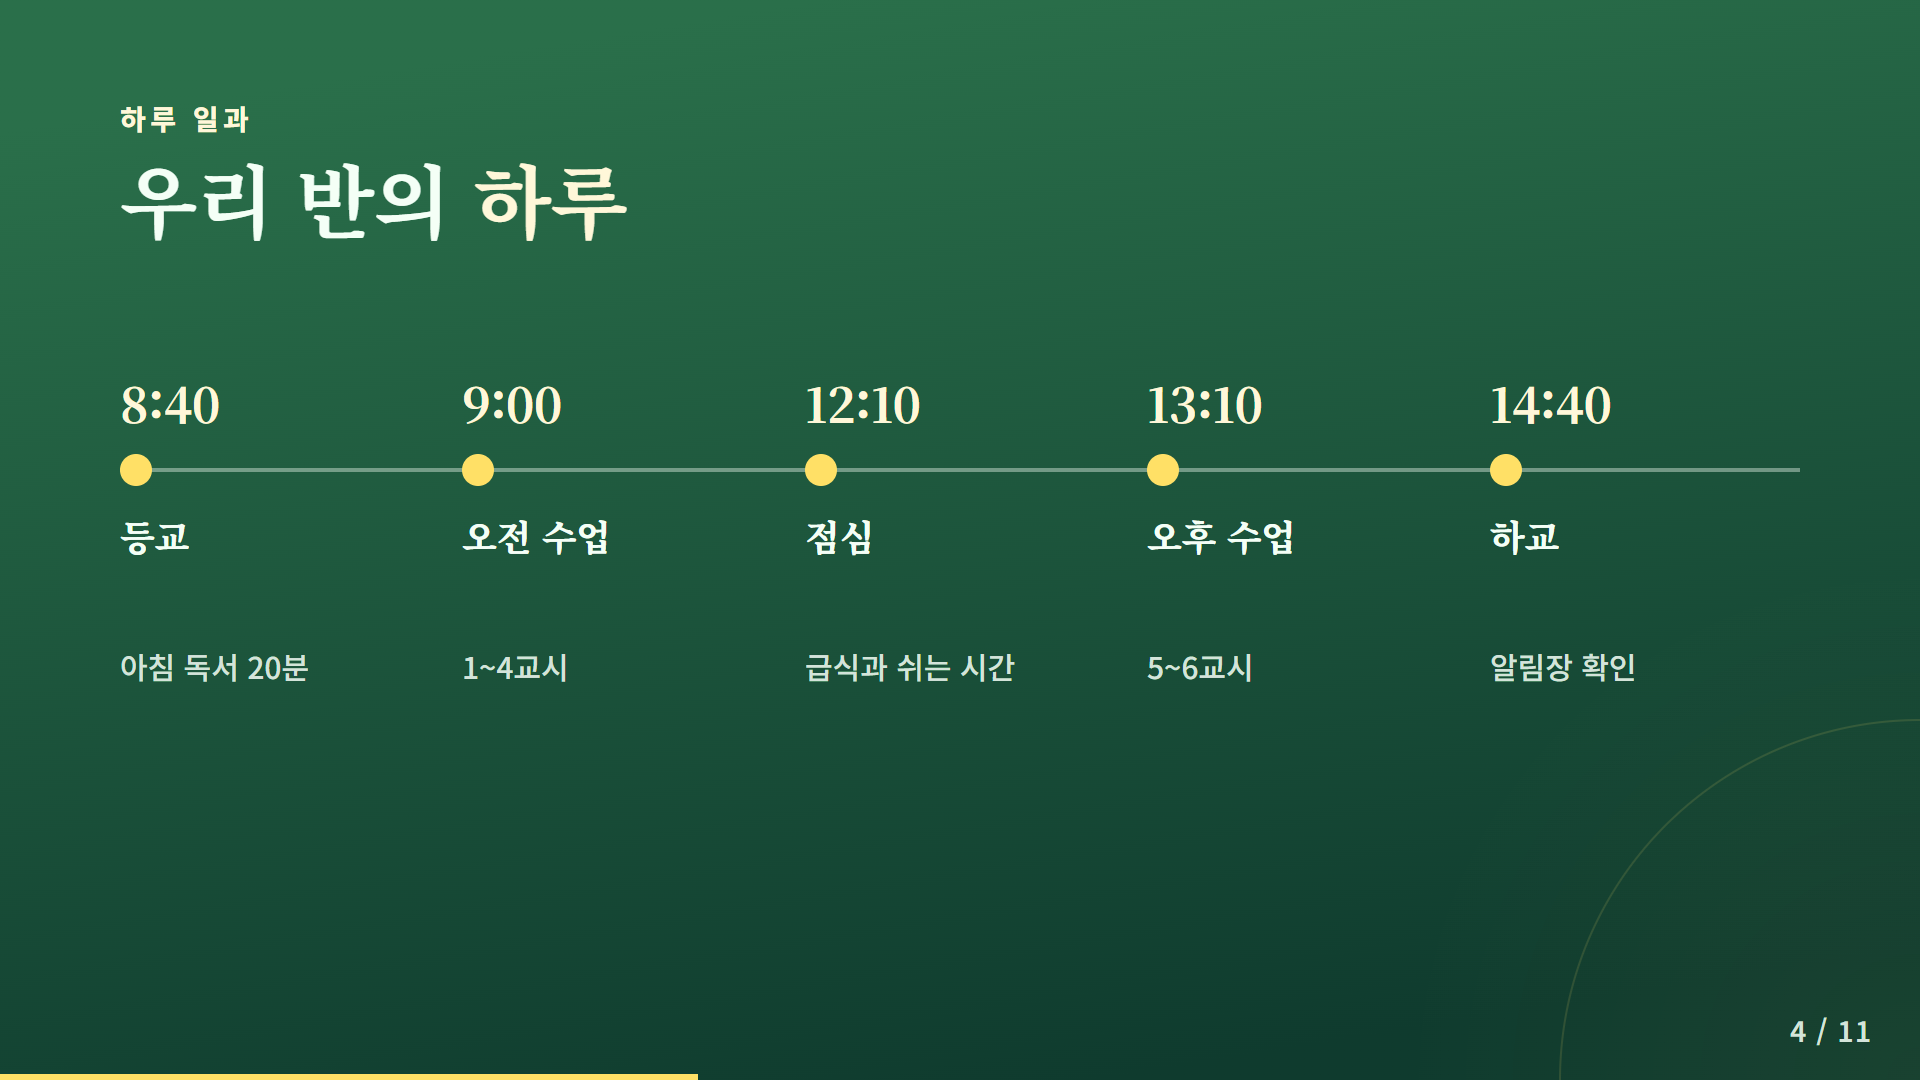 하루 일과
우리 반의 하루
8:40
등교
아침 독서 20분
9:00
오전 수업
1~4교시
12:10
점심
급식과 쉬는 시간
13:10
오후 수업
5~6교시
14:40
하교
알림장 확인
4 / 11